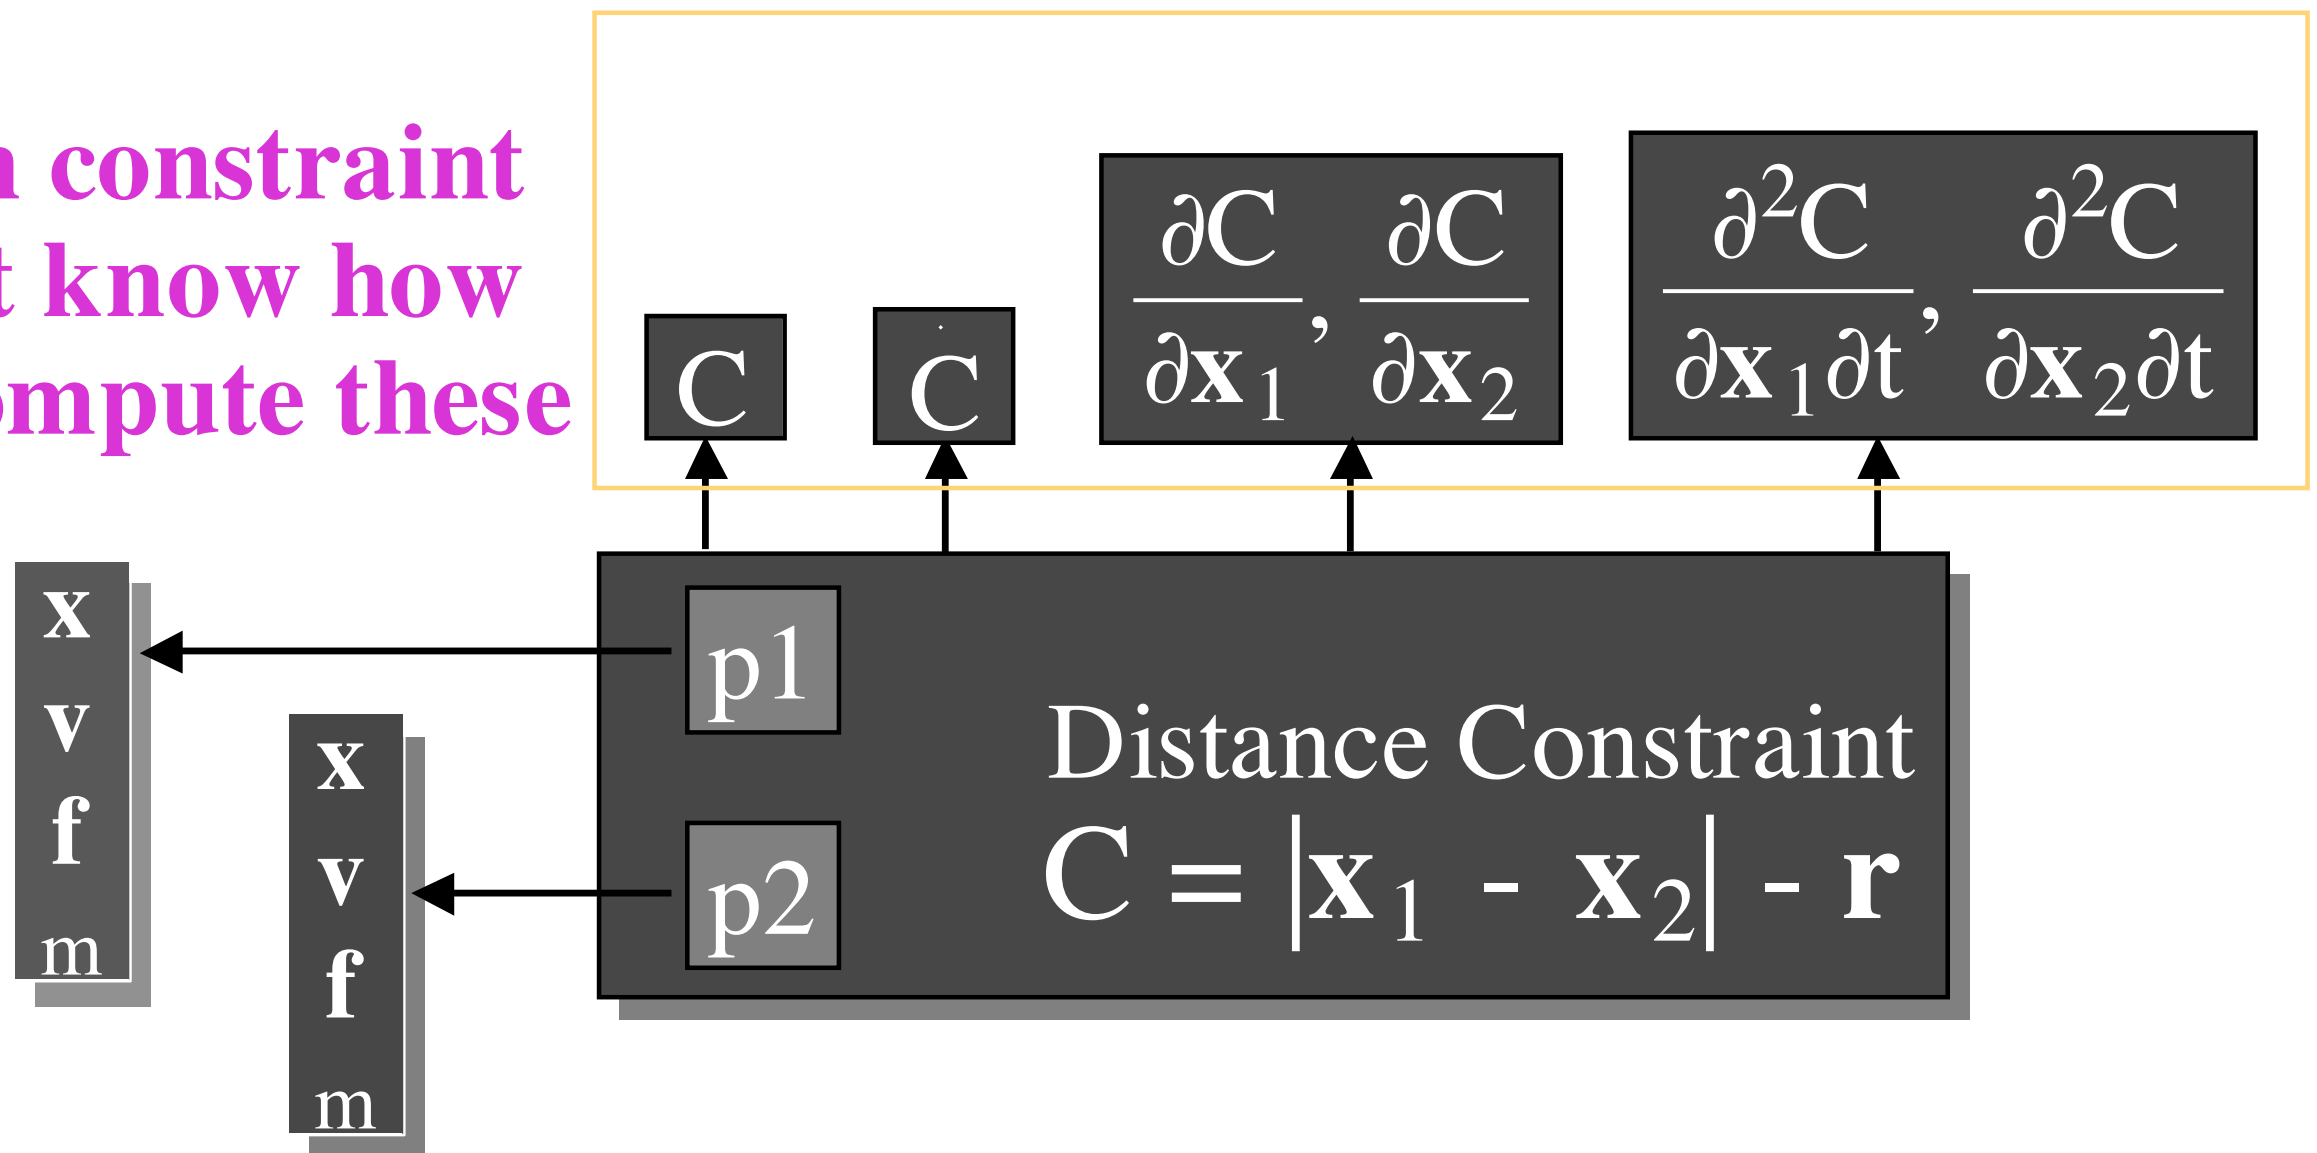 constraint
know how
mpute these
C
Ċ
∂C/∂x₁, ∂C/∂x₂
∂²C/∂x₁∂t, ∂²C/∂x₂∂t
x
v
f
m
x
v
f
m
p1
p2
Distance Constraint
C = |x₁ - x₂| - r